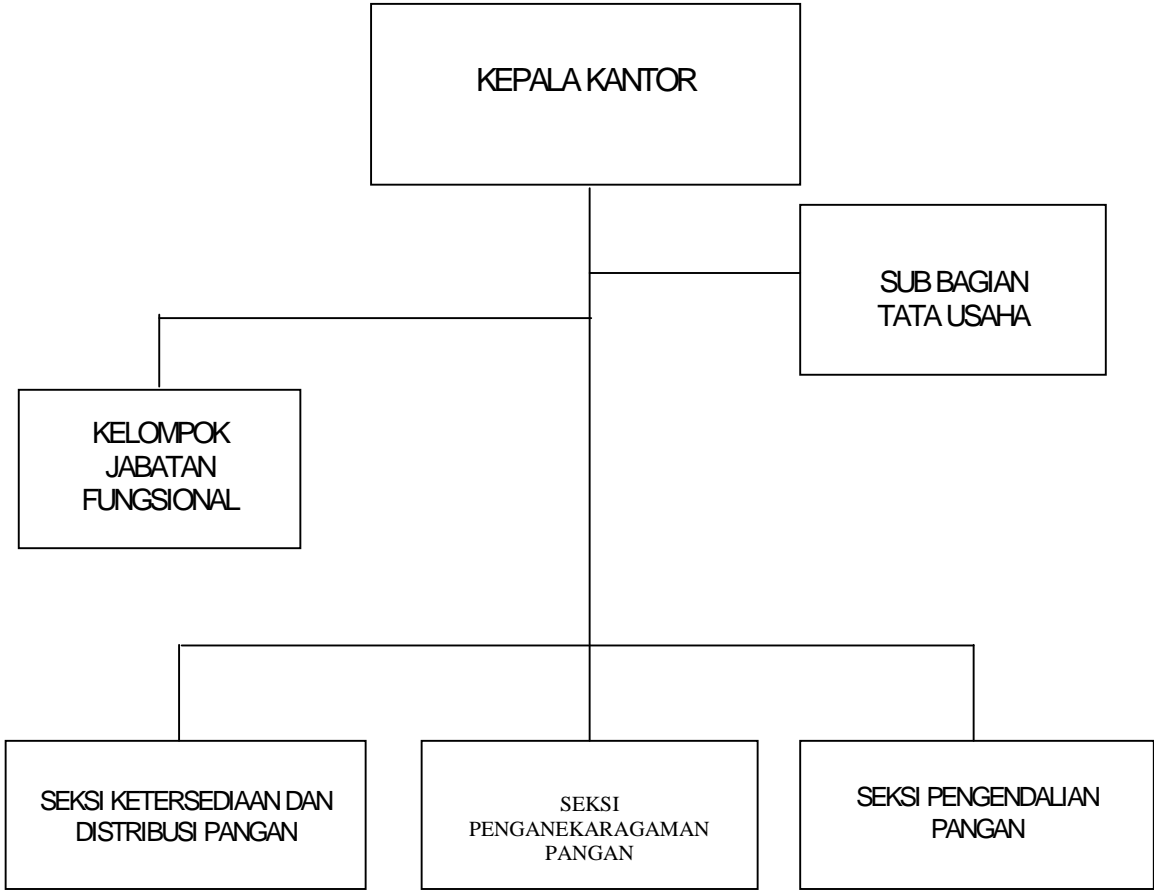 KEPALA KANTOR
SUB BAGIAN
TATA USAHA
KELOMPOK
JABATAN
FUNGSIONAL
SEKSI KETERSEDIAAN DAN
DISTRIBUSI PANGAN
SEKSI
PENGANEKARAGAMAN
PANGAN
SEKSI PENGENDALIAN
PANGAN